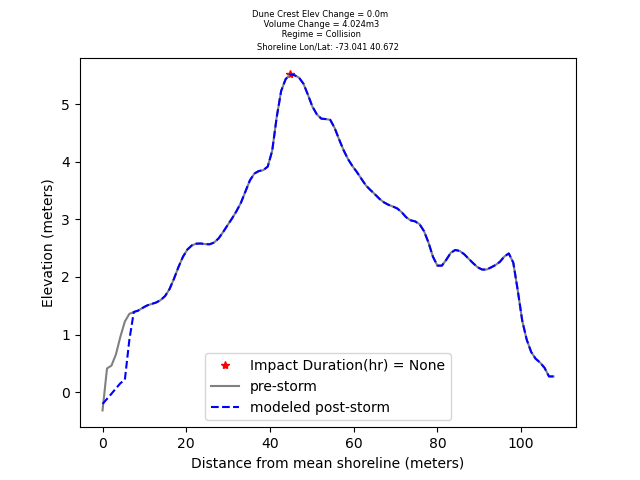 Dune Crest Elev Change = 0.0m
Volume Change = 4.024m3
Regime = Collision
Shoreline Lon/Lat: -73.041 40.672
5
4
3
2
1
0
Elevation (meters)
Impact Duration(hr) = None
pre-storm
modeled post-storm
0 20 40 60 80 100
Distance from mean shoreline (meters)